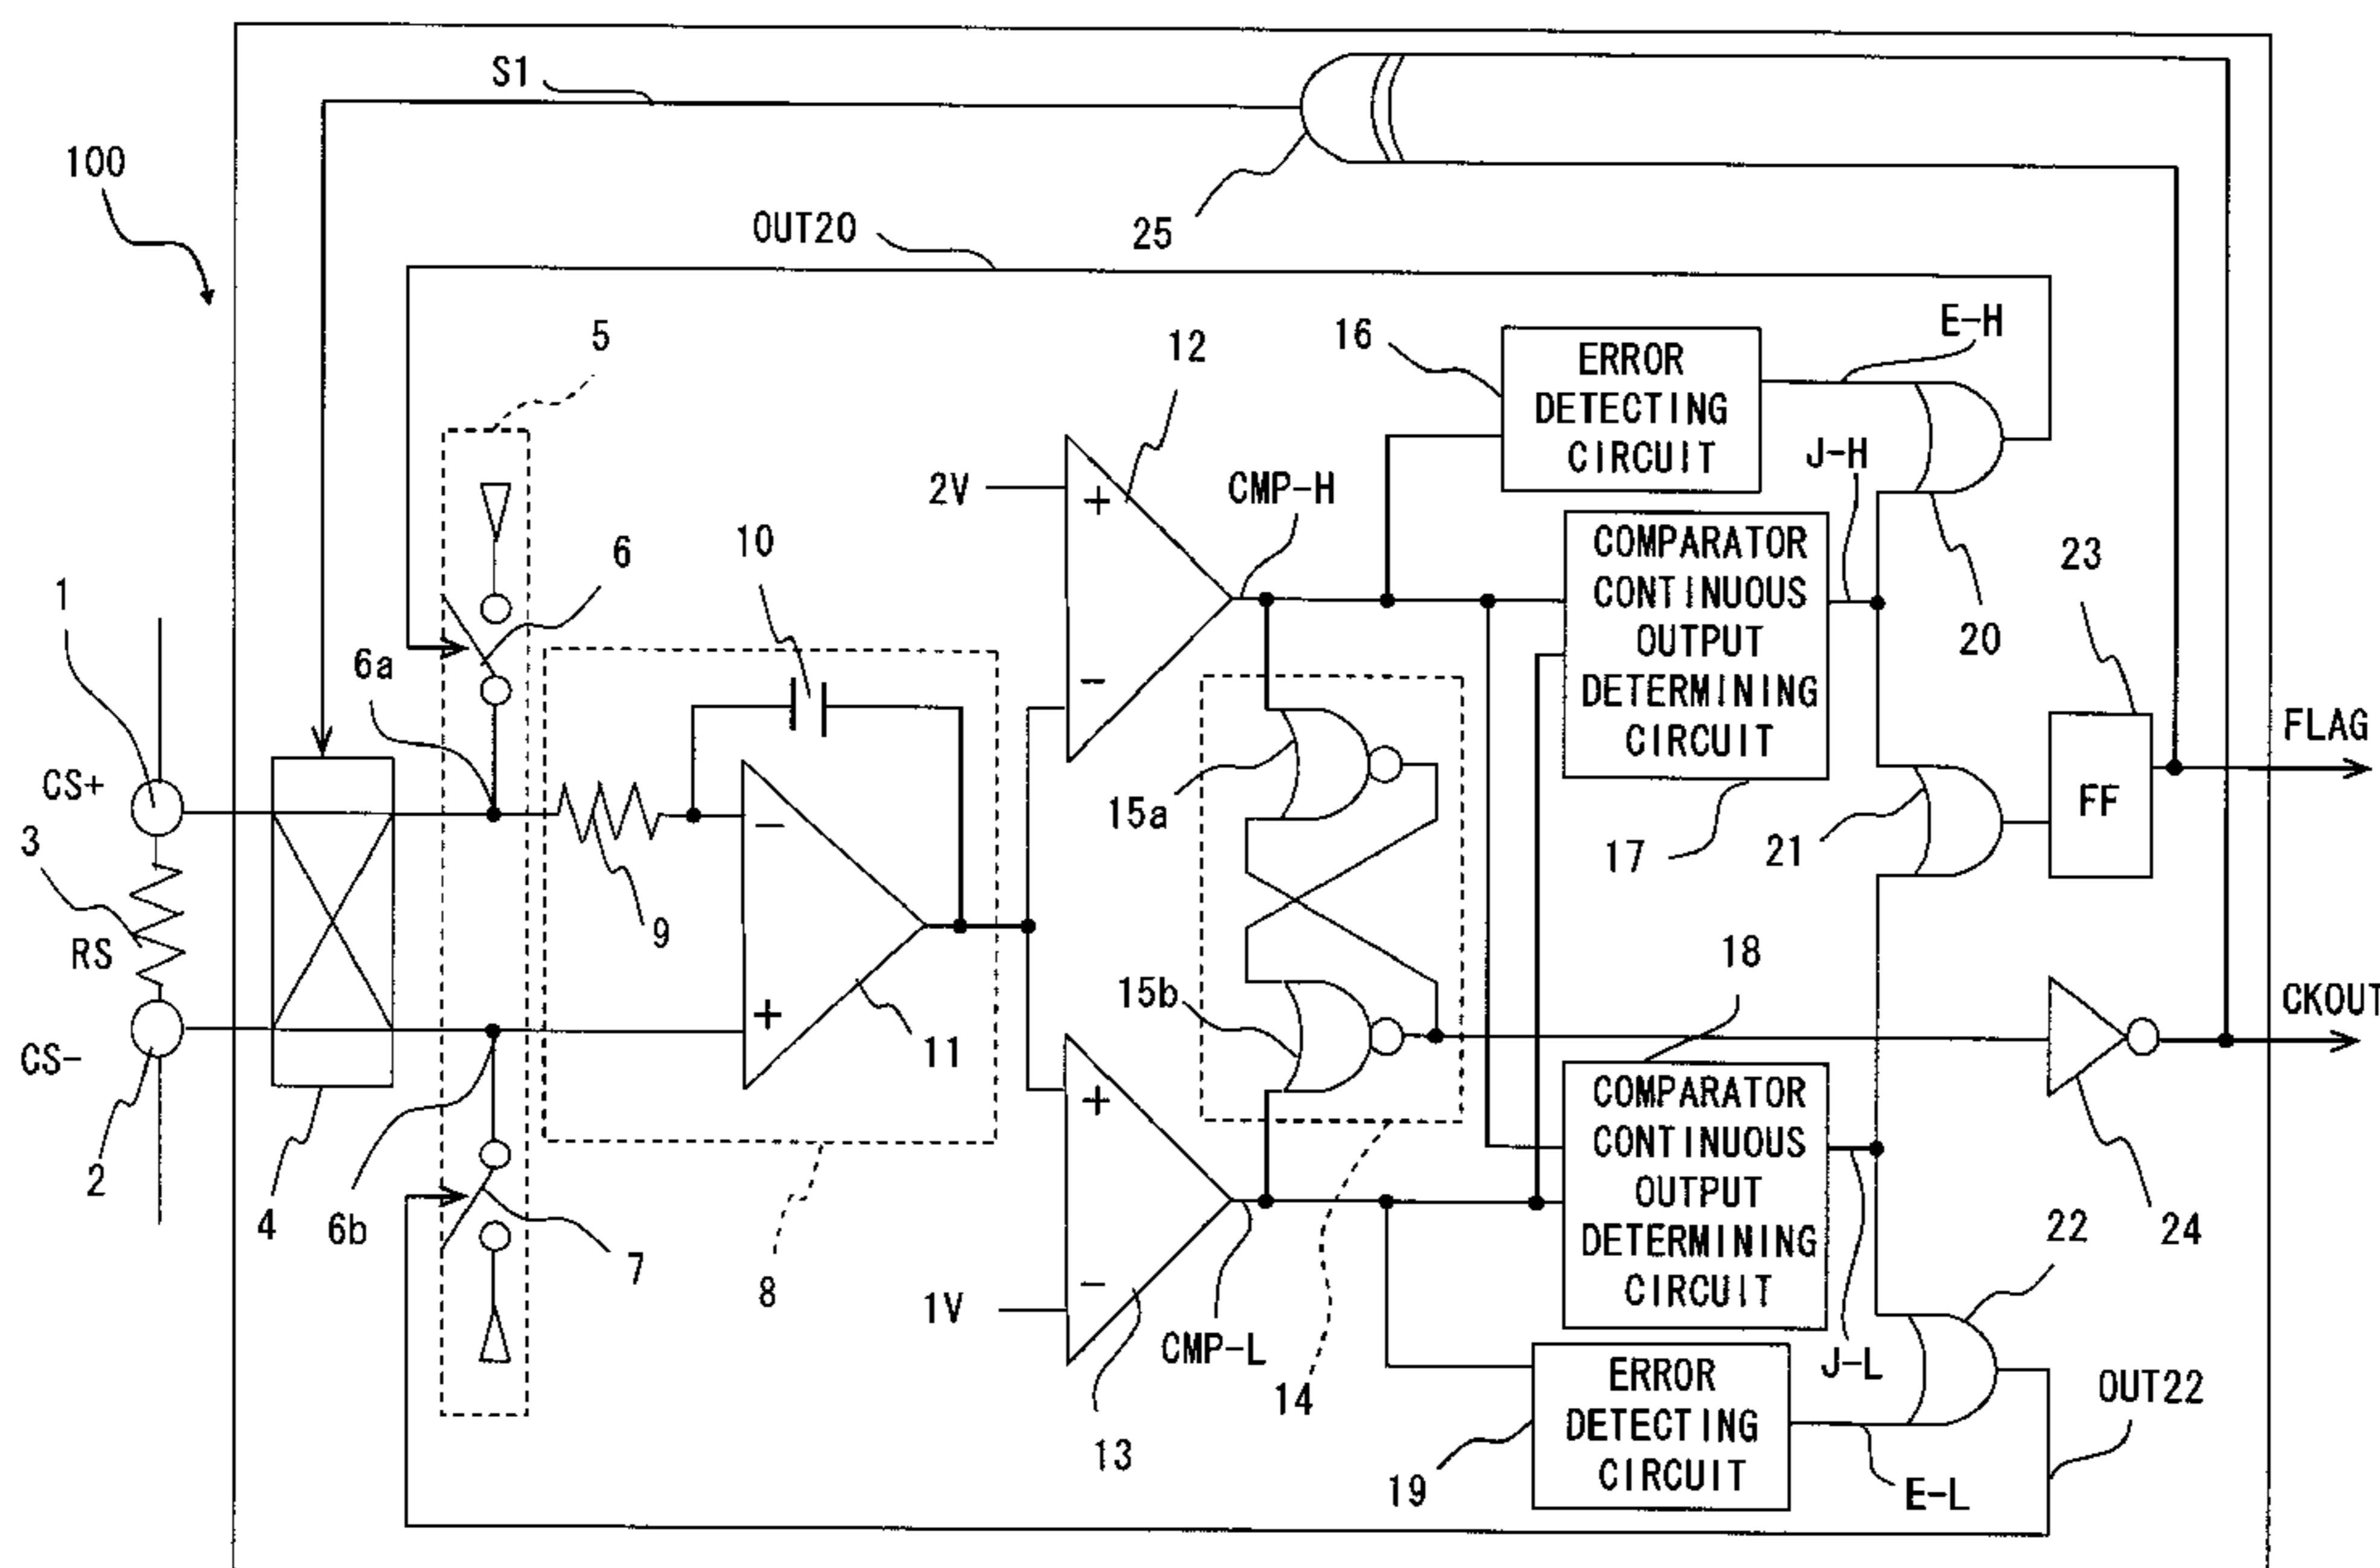 S1
100
OUT20
25
E-H
5
12
16
ERROR
DETECTING
CIRCUIT
J-H
2V
CMP-H
10
6
COMPARATOR
CONTINUOUS
OUTPUT
DETERMINING
CIRCUIT
23
1
6a
20
FLAG
CS+
15a
FF
3
9
17
21
RS
18
CKOUT
15b
CS-
11
COMPARATOR
CONTINUOUS
OUTPUT
DETERMINING
CIRCUIT
2
4
6b
7
8
24
22
1V
CMP-L
14
J-L
ERROR
DETECTING
CIRCUIT
OUT22
13
19
E-L